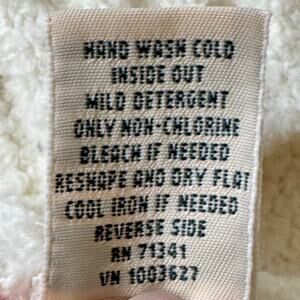 HAND WASH COLD
INSIDE OUT
MILD DETERGENT
ONLY NON-CHLORINE
BLEACH IF NEEDED
RESHAPE AND DRY FLAT
COOL IRON IF NEEDED
REVERSE SIDE
RN 71341
VN 1003627